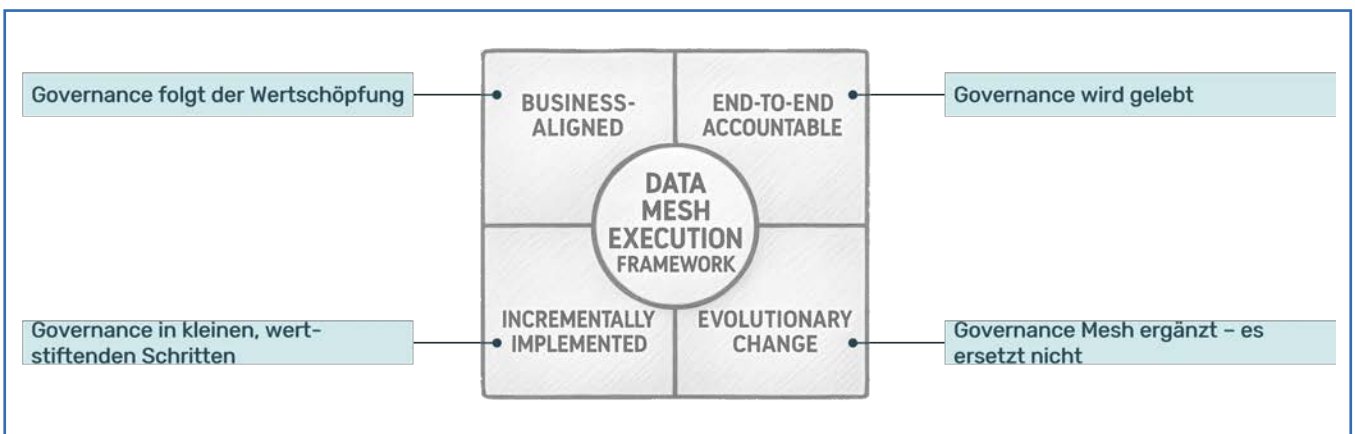 Governance folgt der Wertschöpfung
BUSINESS-
ALIGNED
END-TO-END
ACCOUNTABLE
Governance wird gelebt
DATA
MESH
EXECUTION
FRAMEWORK
Governance in kleinen, wert-
stiftenden Schritten
INCREMENTALLY
IMPLEMENTED
EVOLUTIONARY
CHANGE
Governance Mesh ergänzt – es
ersetzt nicht